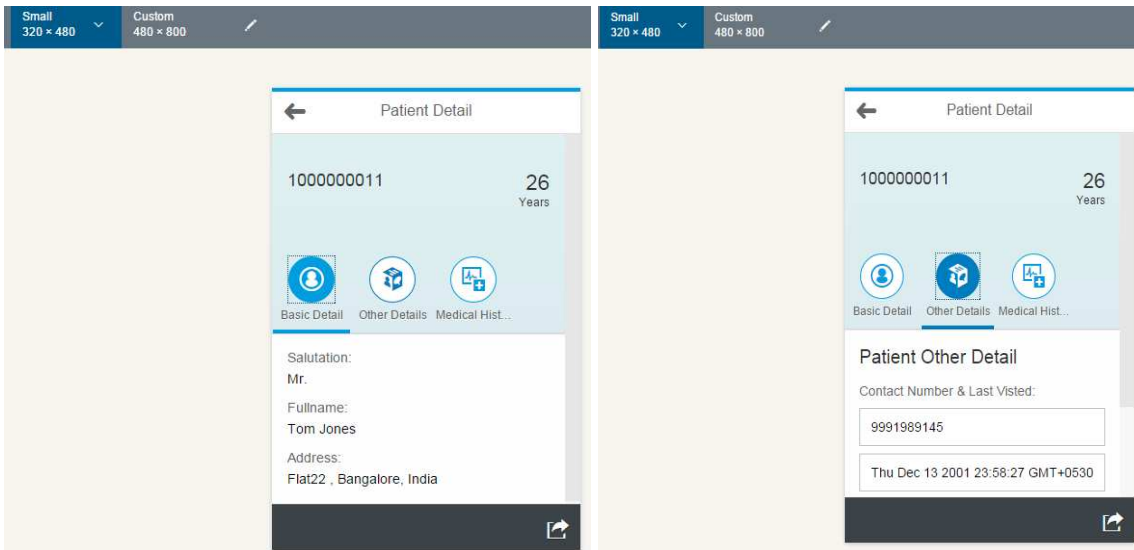 Small
320 × 480
Custom
480 × 800
Patient Detail
1000000011
26
Years
Basic Detail
Other Details
Medical Hist...
Salutation:
Mr.
Fullname:
Tom Jones
Address:
Flat22 , Bangalore, India
Small
320 × 480
Custom
480 × 800
Patient Detail
1000000011
26
Years
Basic Detail
Other Details
Medical Hist...
Patient Other Detail
Contact Number & Last Visted:
9991989145
Thu Dec 13 2001 23:58:27 GMT+0530